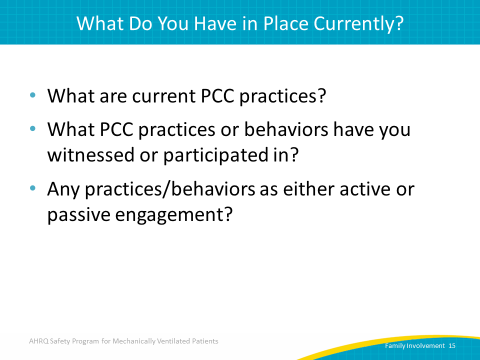 What Do You Have in Place Currently?
• What are current PCC practices?
• What PCC practices or behaviors have you
witnessed or participated in?
• Any practices/behaviors as either active or
passive engagement?
AHRQ Safety Program for Mechanically Ventilated Patients
Family Involvement 15